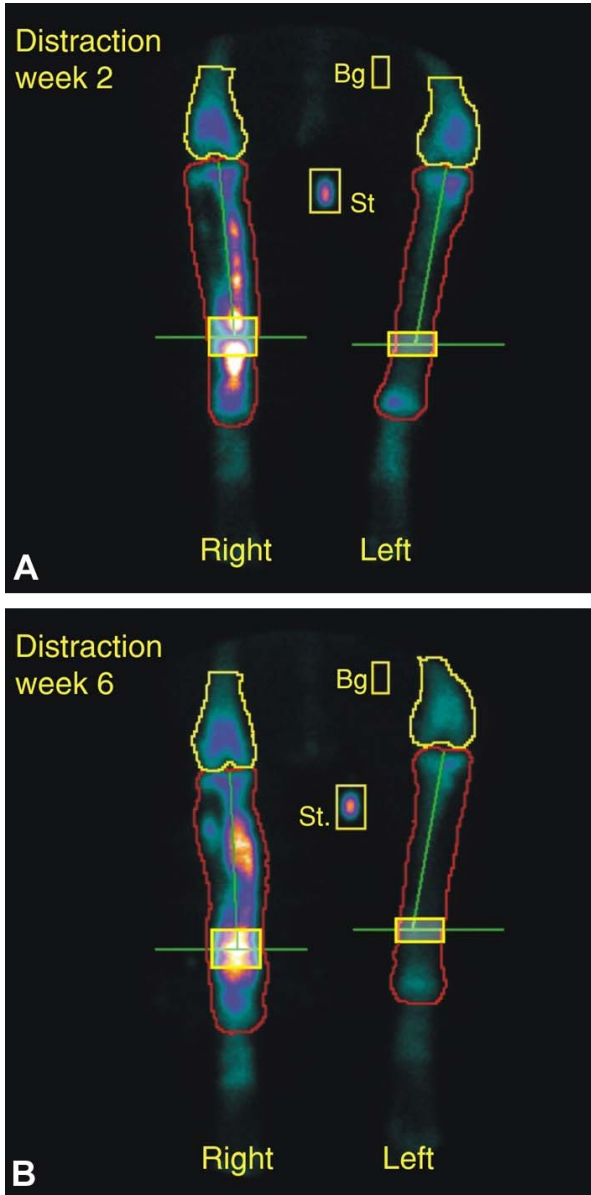 Distraction
week 2
Bg
St
Right
Left
A
Distraction
week 6
Bg
St.
Right
Left
B